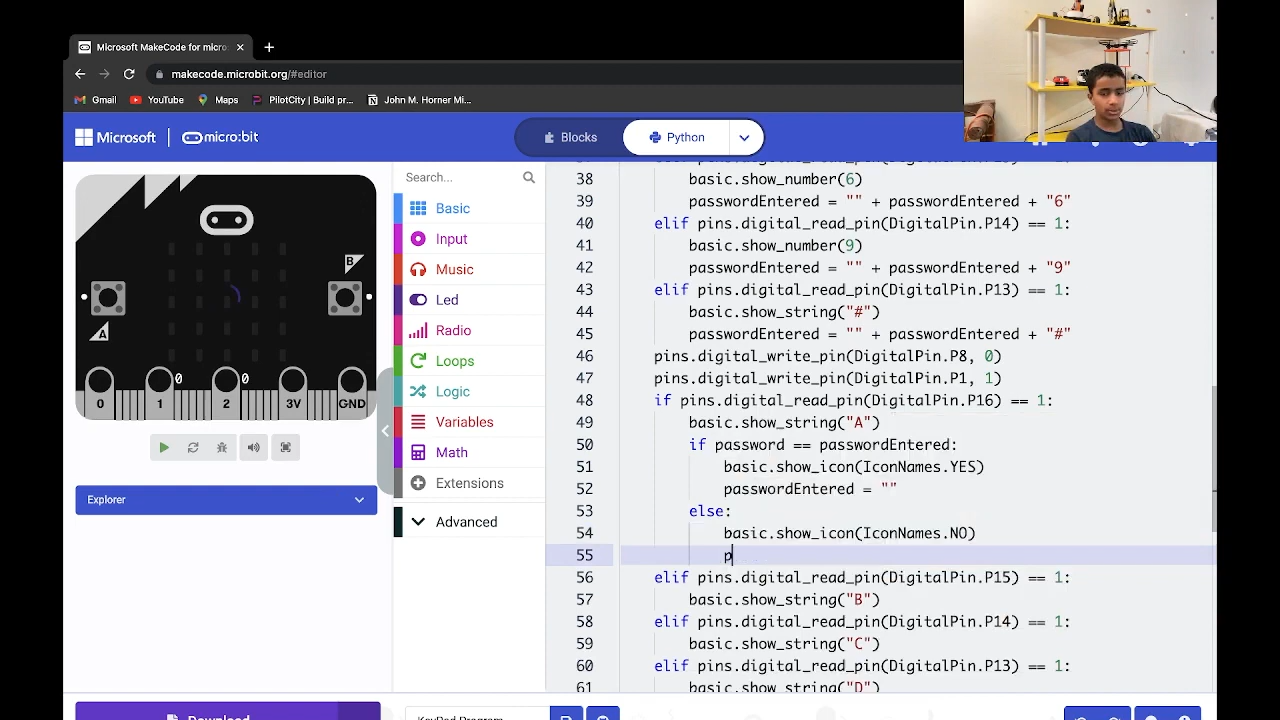 Microsoft MakeCode for micro:
makecode.microbit.org/#editor
Gmail
YouTube
Maps
PilotCity | Build pr...
John M. Horner Mi...
Microsoft
micro:bit
Blocks
Python
A
B
0
0
0
1
2
3V
GND
Explorer
Download
Search...
Basic
Input
Music
Led
Radio
Loops
Logic
Variables
Math
Extensions
Advanced
38 basic.show_number(6)
39 passwordEntered = "" + passwordEntered + "6"
40 elif pins.digital_read_pin(DigitalPin.P14) == 1:
41 basic.show_number(9)
42 passwordEntered = "" + passwordEntered + "9"
43 elif pins.digital_read_pin(DigitalPin.P13) == 1:
44 basic.show_string("#")
45 passwordEntered = "" + passwordEntered + "#"
46 pins.digital_write_pin(DigitalPin.P8, 0)
47 pins.digital_write_pin(DigitalPin.P1, 1)
48 if pins.digital_read_pin(DigitalPin.P16) == 1:
49 basic.show_string("A")
50 if password == passwordEntered:
51 basic.show_icon(IconNames.YES)
52 passwordEntered = ""
53 else:
54 basic.show_icon(IconNames.NO)
55 p
56 elif pins.digital_read_pin(DigitalPin.P15) == 1:
57 basic.show_string("B")
58 elif pins.digital_read_pin(DigitalPin.P14) == 1:
59 basic.show_string("C")
60 elif pins.digital_read_pin(DigitalPin.P13) == 1:
61 basic.show_string("D")
KeyPad Program